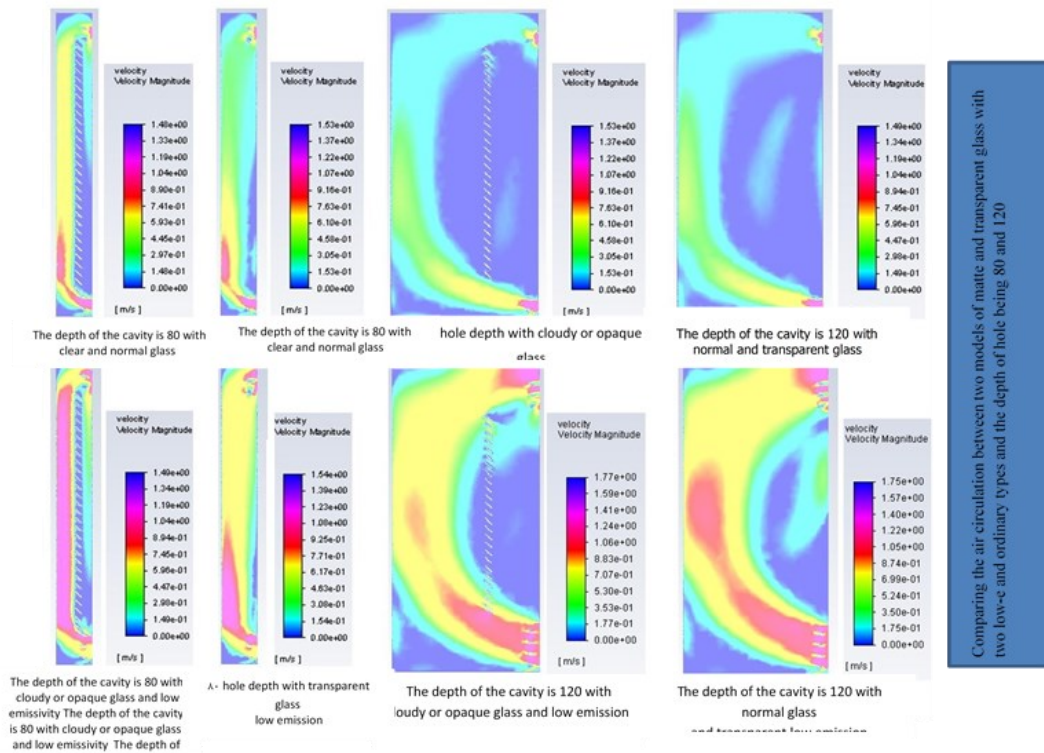 velocity
Velocity Magnitude
1.48e+00
1.33e+00
1.19e+00
1.04e+00
8.90e-01
7.41e-01
5.93e-01
4.45e-01
2.97e-01
1.48e-01
0.00e+00
[ m/s ]
The depth of the cavity is 80 with
clear and normal glass
velocity
Velocity Magnitude
1.53e+00
1.37e+00
1.22e+00
1.07e+00
9.16e-01
7.63e-01
6.10e-01
4.58e-01
3.05e-01
1.53e-01
0.00e+00
[ m/s ]
The depth of the cavity is 80 with
clear and normal glass
velocity
Velocity Magnitude
1.53e+00
1.37e+00
1.22e+00
1.07e+00
9.16e-01
7.63e-01
6.10e-01
4.58e-01
3.05e-01
1.53e-01
0.00e+00
[ m/s ]
hole depth with cloudy or opaque
glass
velocity
Velocity Magnitude
1.49e+00
1.34e+00
1.19e+00
1.04e+00
8.94e-01
7.45e-01
5.96e-01
4.47e-01
2.98e-01
1.49e-01
0.00e+00
[ m/s ]
The depth of the cavity is 120 with
normal and transparent glass
velocity
Velocity Magnitude
1.49e+00
1.34e+00
1.19e+00
1.04e+00
8.94e-01
7.45e-01
5.96e-01
4.47e-01
2.98e-01
1.49e-01
0.00e+00
[ m/s ]
The depth of the cavity is 80 with
cloudy or opaque glass and low
emissivity The depth of the cavity
is 80 with cloudy or opaque glass
and low emissivity The depth of
velocity
Velocity Magnitude
1.54e+00
1.39e+00
1.23e+00
1.08e+00
9.25e-01
7.71e-01
6.17e-01
4.63e-01
3.08e-01
1.54e-01
0.00e+00
[ m/s ]
۸- hole depth with transparent
glass
low emission
velocity
Velocity Magnitude
1.77e+00
1.59e+00
1.41e+00
1.24e+00
1.06e+00
8.83e-01
7.07e-01
5.30e-01
3.53e-01
1.77e-01
0.00e+00
[ m/s ]
The depth of the cavity is 120 with
loudy or opaque glass and low emission
velocity
Velocity Magnitude
1.75e+00
1.57e+00
1.40e+00
1.22e+00
1.05e+00
8.74e-01
6.99e-01
5.24e-01
3.50e-01
1.75e-01
0.00e+00
[ m/s ]
The depth of the cavity is 120 with
normal glass
and transparent low emission
Comparing the air circulation between two models of matte and transparent glass with
two low-e and ordinary types and the depth of hole being 80 and 120